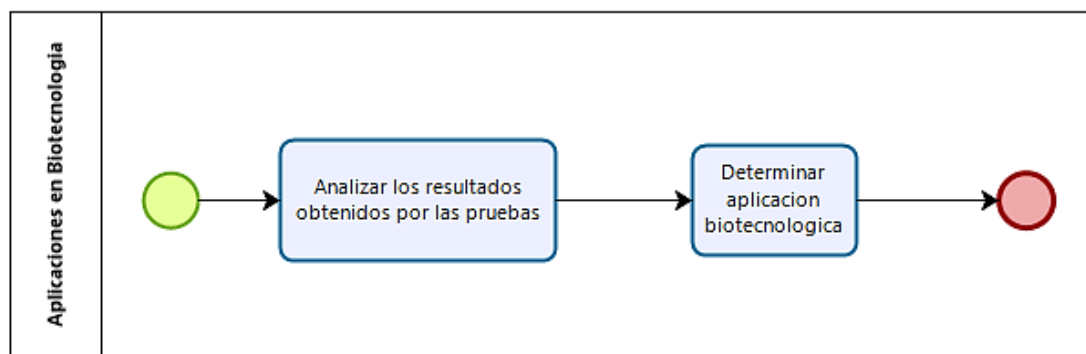 Aplicaciones en Biotecnologia
Analizar los resultados
obtenidos por las pruebas
Determinar
aplicacion
biotecnologica